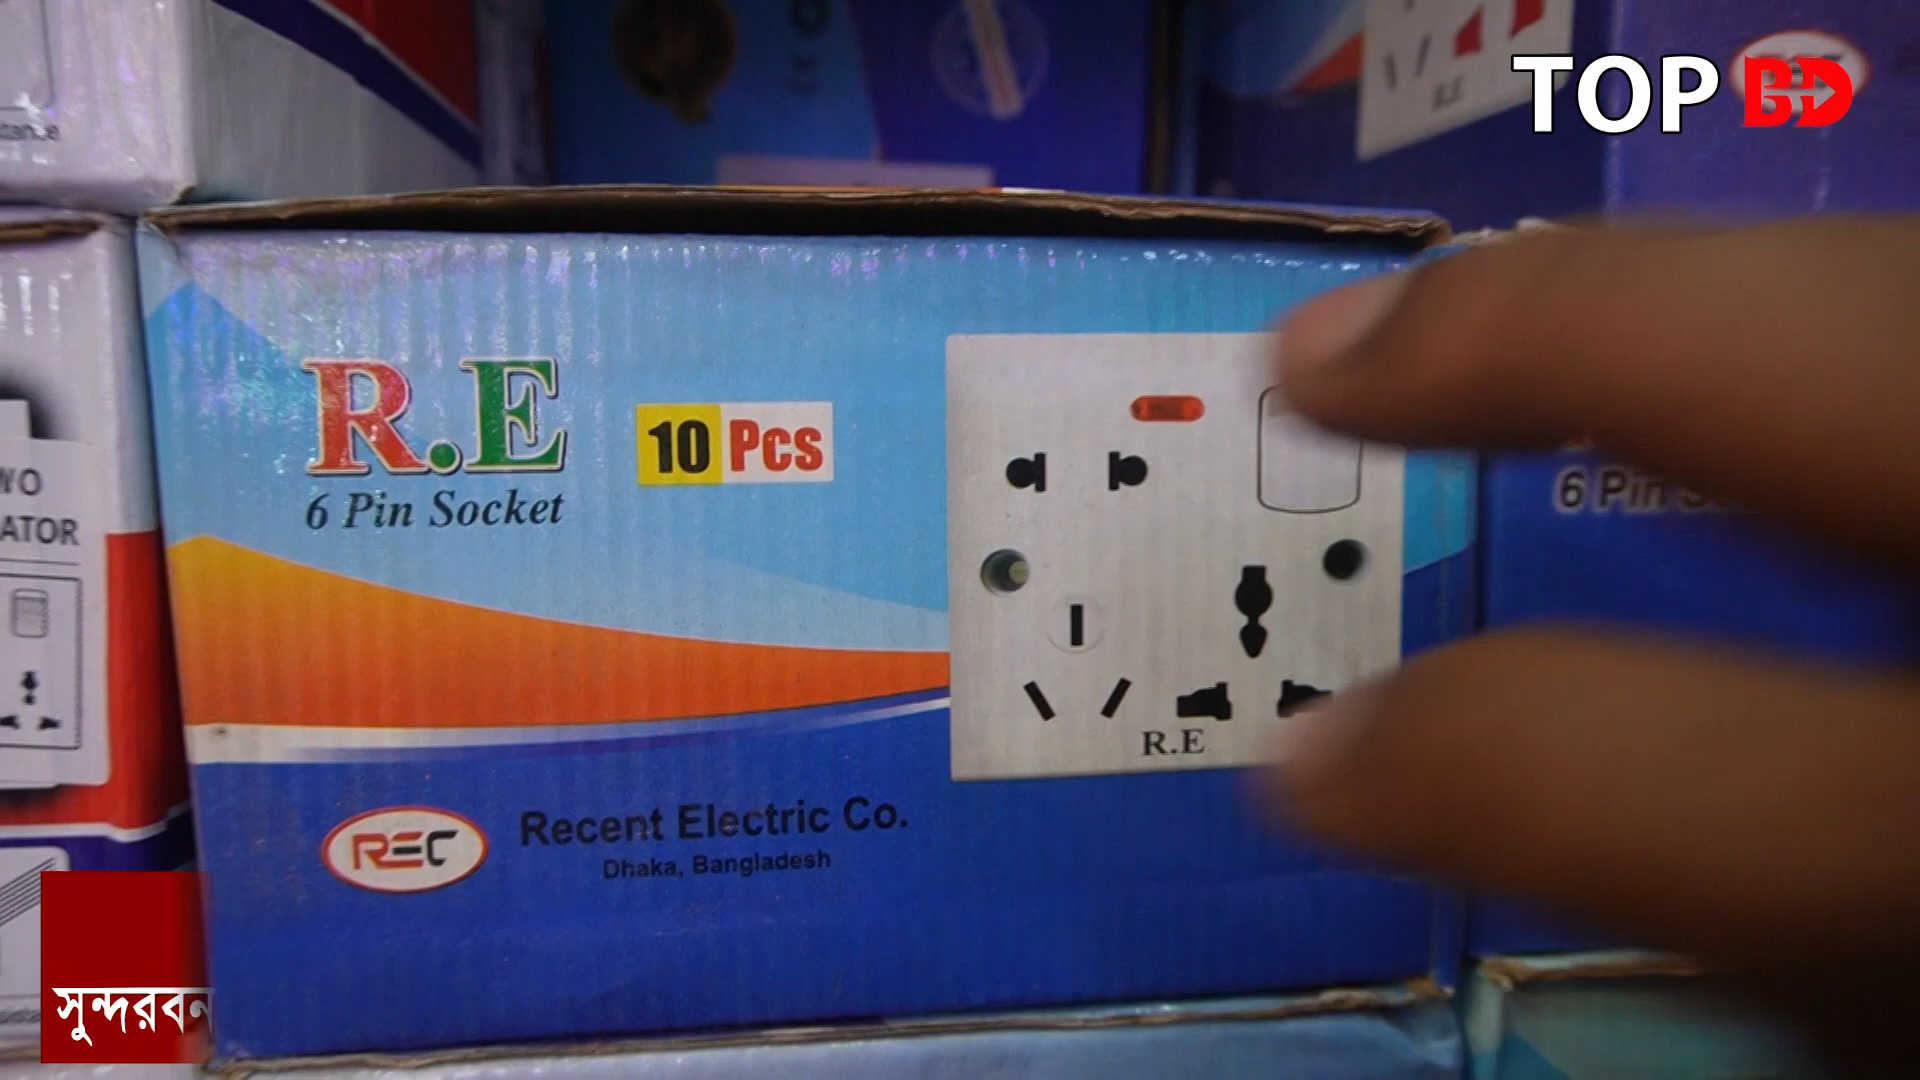 TOP BD
R.E
R.E
10 Pcs
6 Pin Socket
6 Pin
WO
ATOR
R.E
REC
Recent Electric Co.
Dhaka, Bangladesh
সুন্দরবন